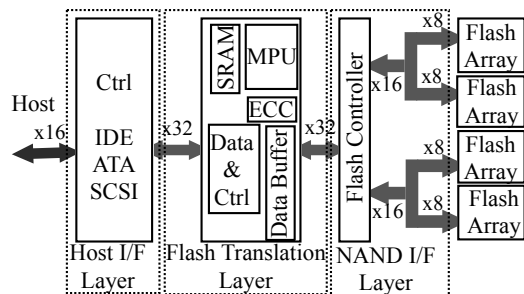 Host
x16
Ctrl
IDE
ATA
SCSI
Host I/F
Layer
x32
SRAM
MPU
ECC
Data
&
Ctrl
Data Buffer
Flash Translation
Layer
x32
Flash Controller
NAND I/F
Layer
x16
x8
x8
x16
x8
x8
Flash
Array
Flash
Array
Flash
Array
Flash
Array